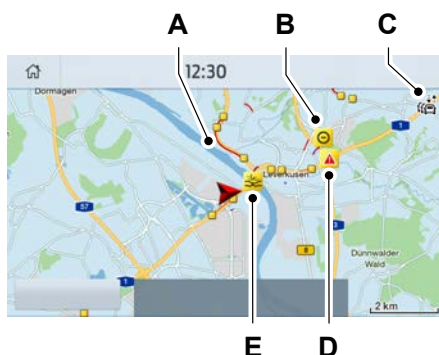 A B C
12:30
Dormagen
1
Leverkusen
57
8
3
Dünnwalder
Wald
1
2 km
E D